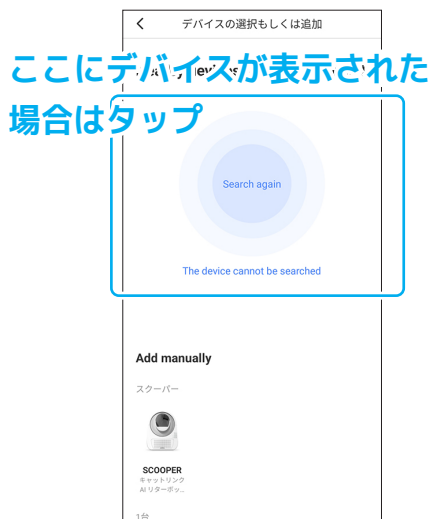 デバイスの選択もしくは追加
ここにデバイスが表示された
場合はタップ
Search again
The device cannot be searched
Add manually
スクーパー
SCOOPER
キャットリンク
AI リターボッ...
1台